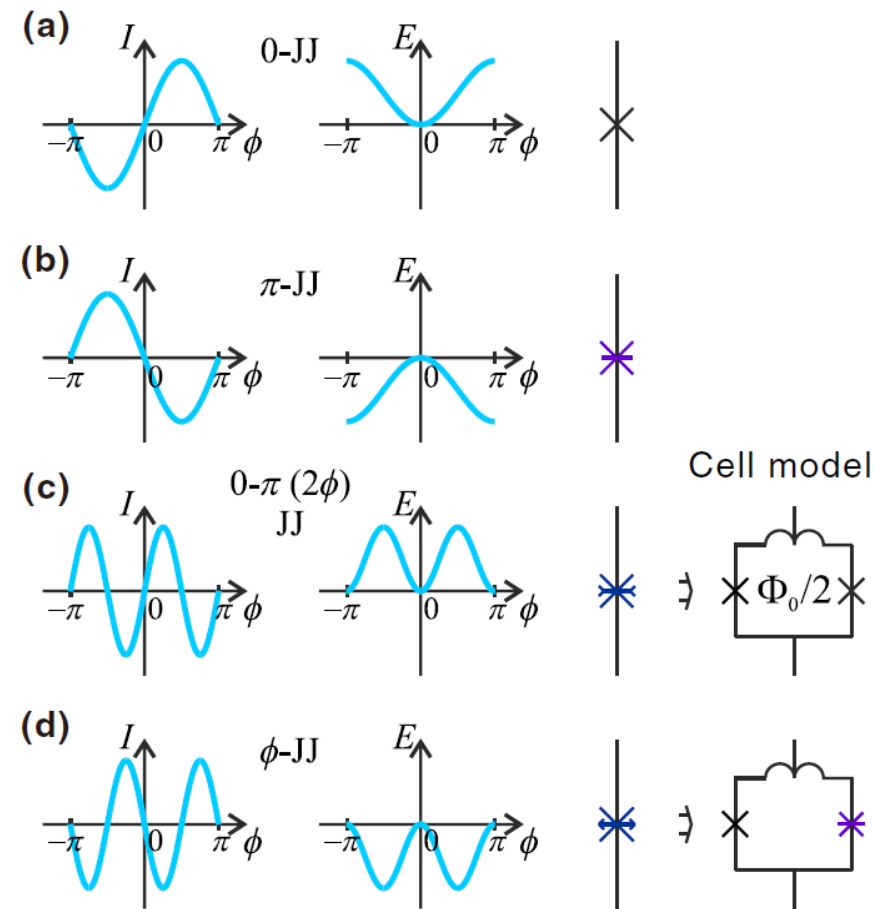 (a) I 0-JJ E
−π 0 π ϕ −π 0 π ϕ
(b) I π-JJ E
−π 0 π ϕ −π 0 π ϕ
Cell model
(c) I 0-π (2ϕ) E
JJ
−π 0 π ϕ −π 0 π ϕ Φ₀/2
(d) I ϕ-JJ E
−π 0 π ϕ −π 0 π ϕ